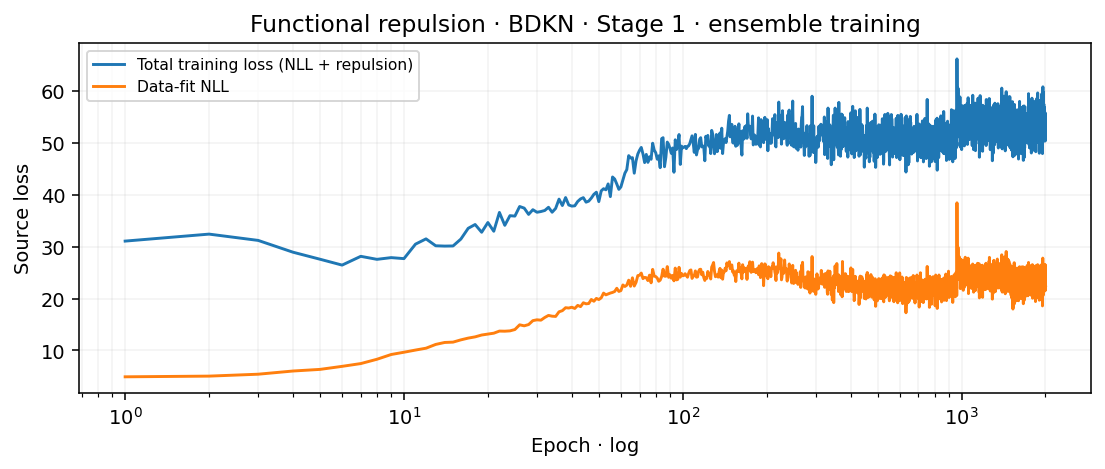 Functional repulsion · BDKN · Stage 1 · ensemble training
Total training loss (NLL + repulsion)
Data-fit NLL
Source loss
60
50
40
30
20
10
10⁰
10¹
10²
10³
Epoch · log